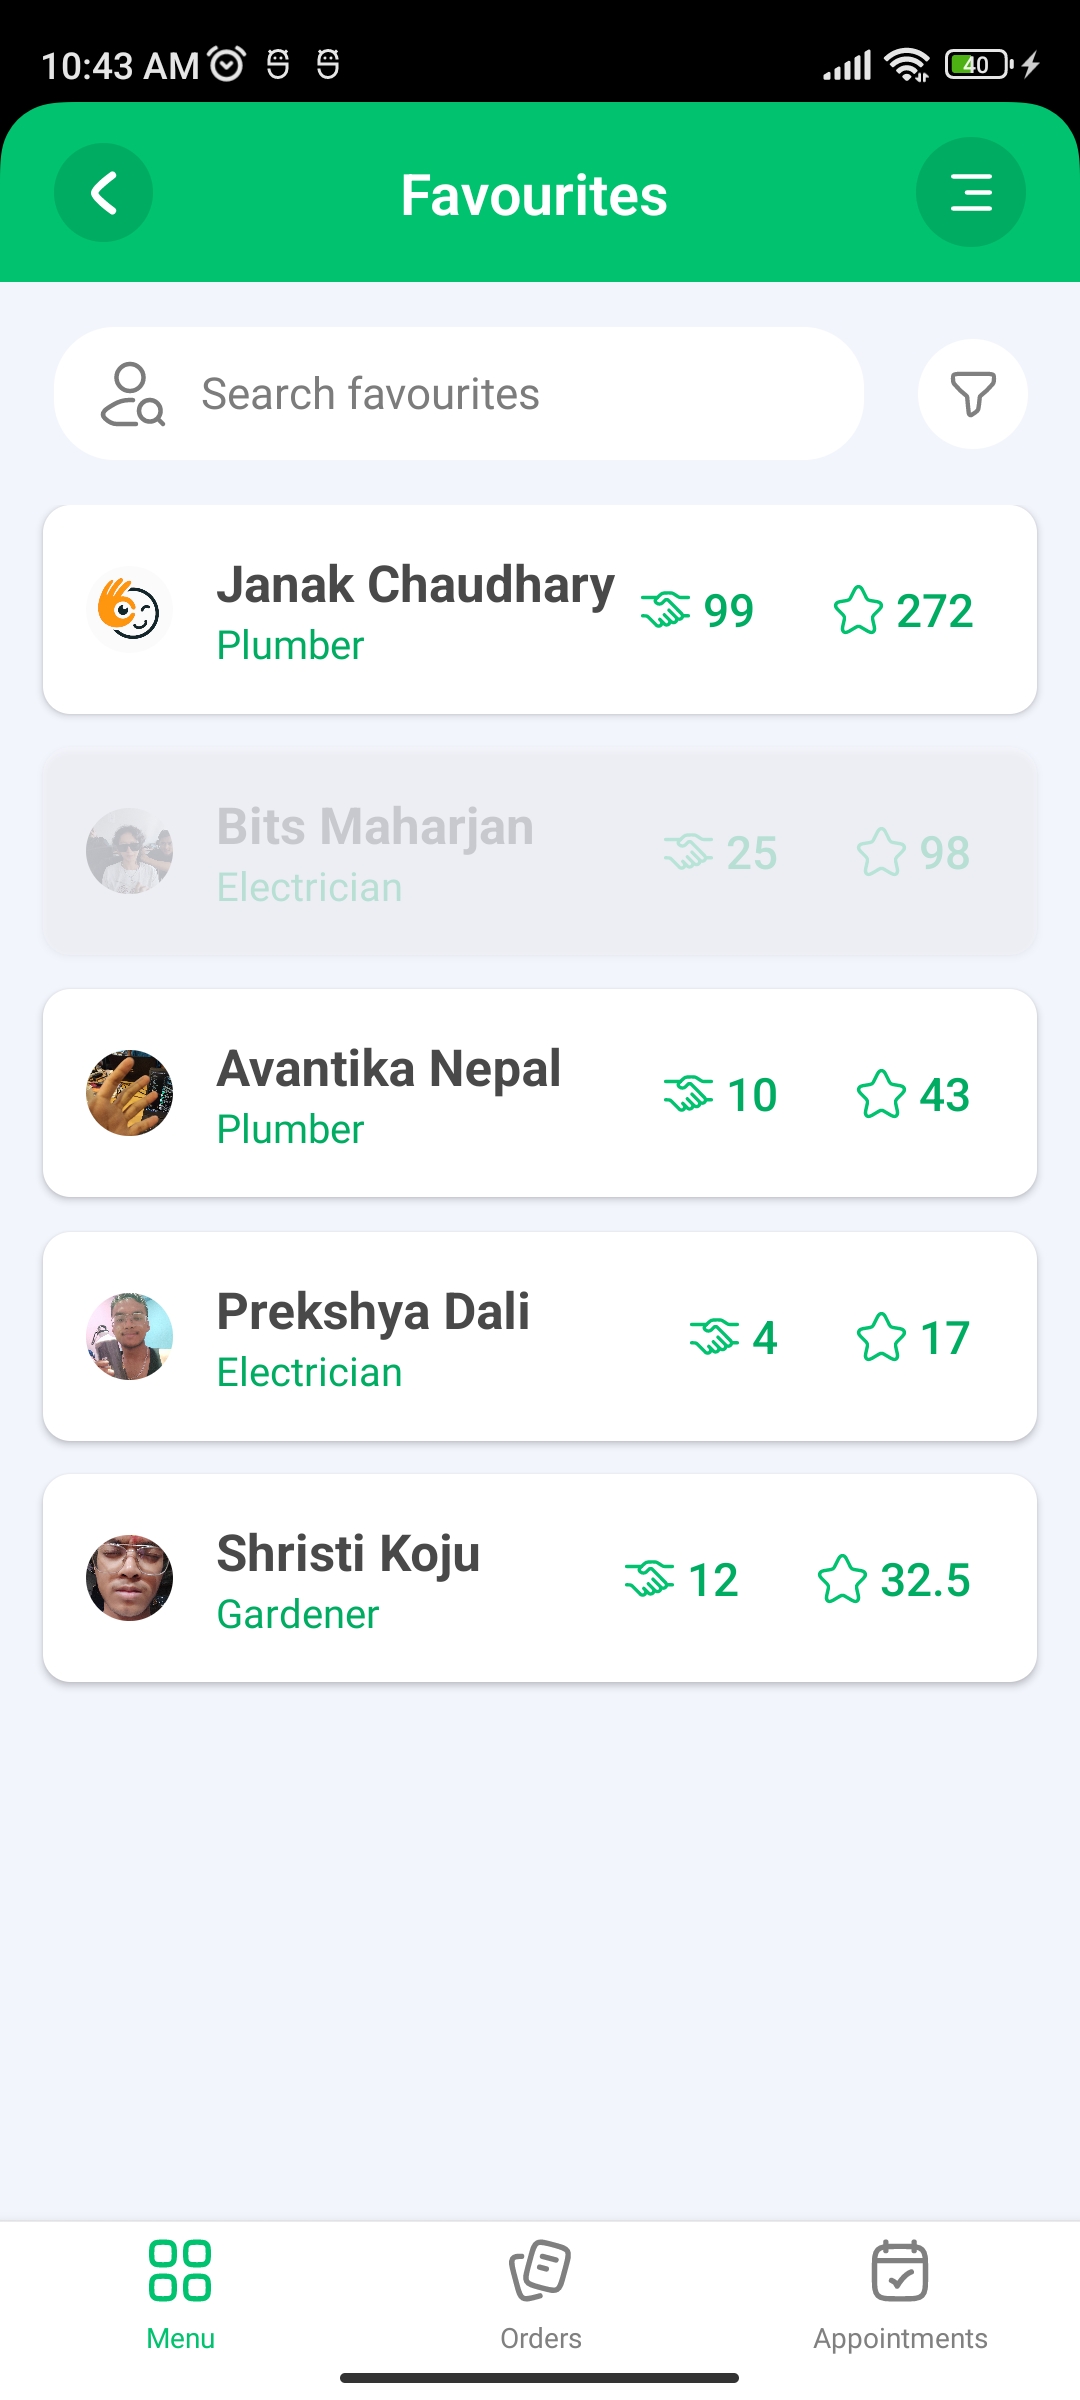 10:43 AM 40
Favourites
Search favourites
Janak Chaudhary 99 272
Plumber
Bits Maharjan 25 98
Electrician
Avantika Nepal 10 43
Plumber
Prekshya Dali 4 17
Electrician
Shristi Koju 12 32.5
Gardener
Menu Orders Appointments